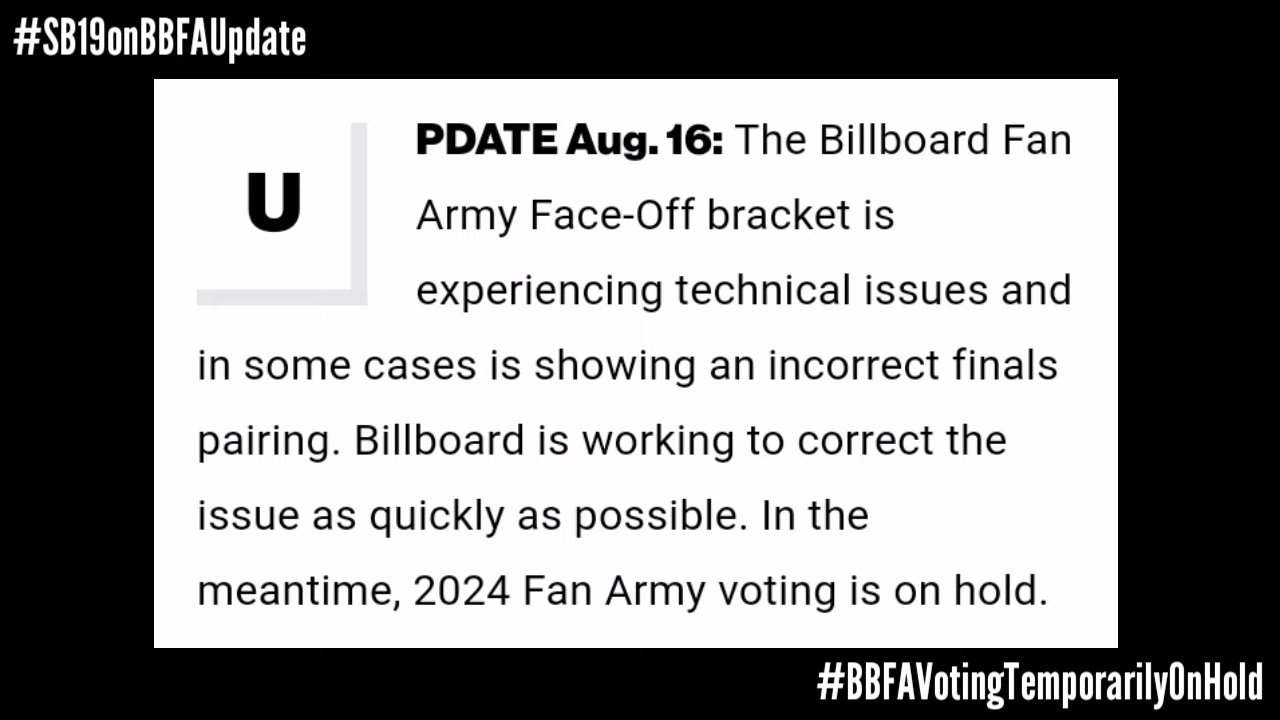 #SB19onBBFAUpdate
UPDATE Aug. 16: The Billboard Fan
Army Face-Off bracket is
experiencing technical issues and
in some cases is showing an incorrect finals
pairing. Billboard is working to correct the
issue as quickly as possible. In the
meantime, 2024 Fan Army voting is on hold.
#BBFAVotingTemporarilyOnHold